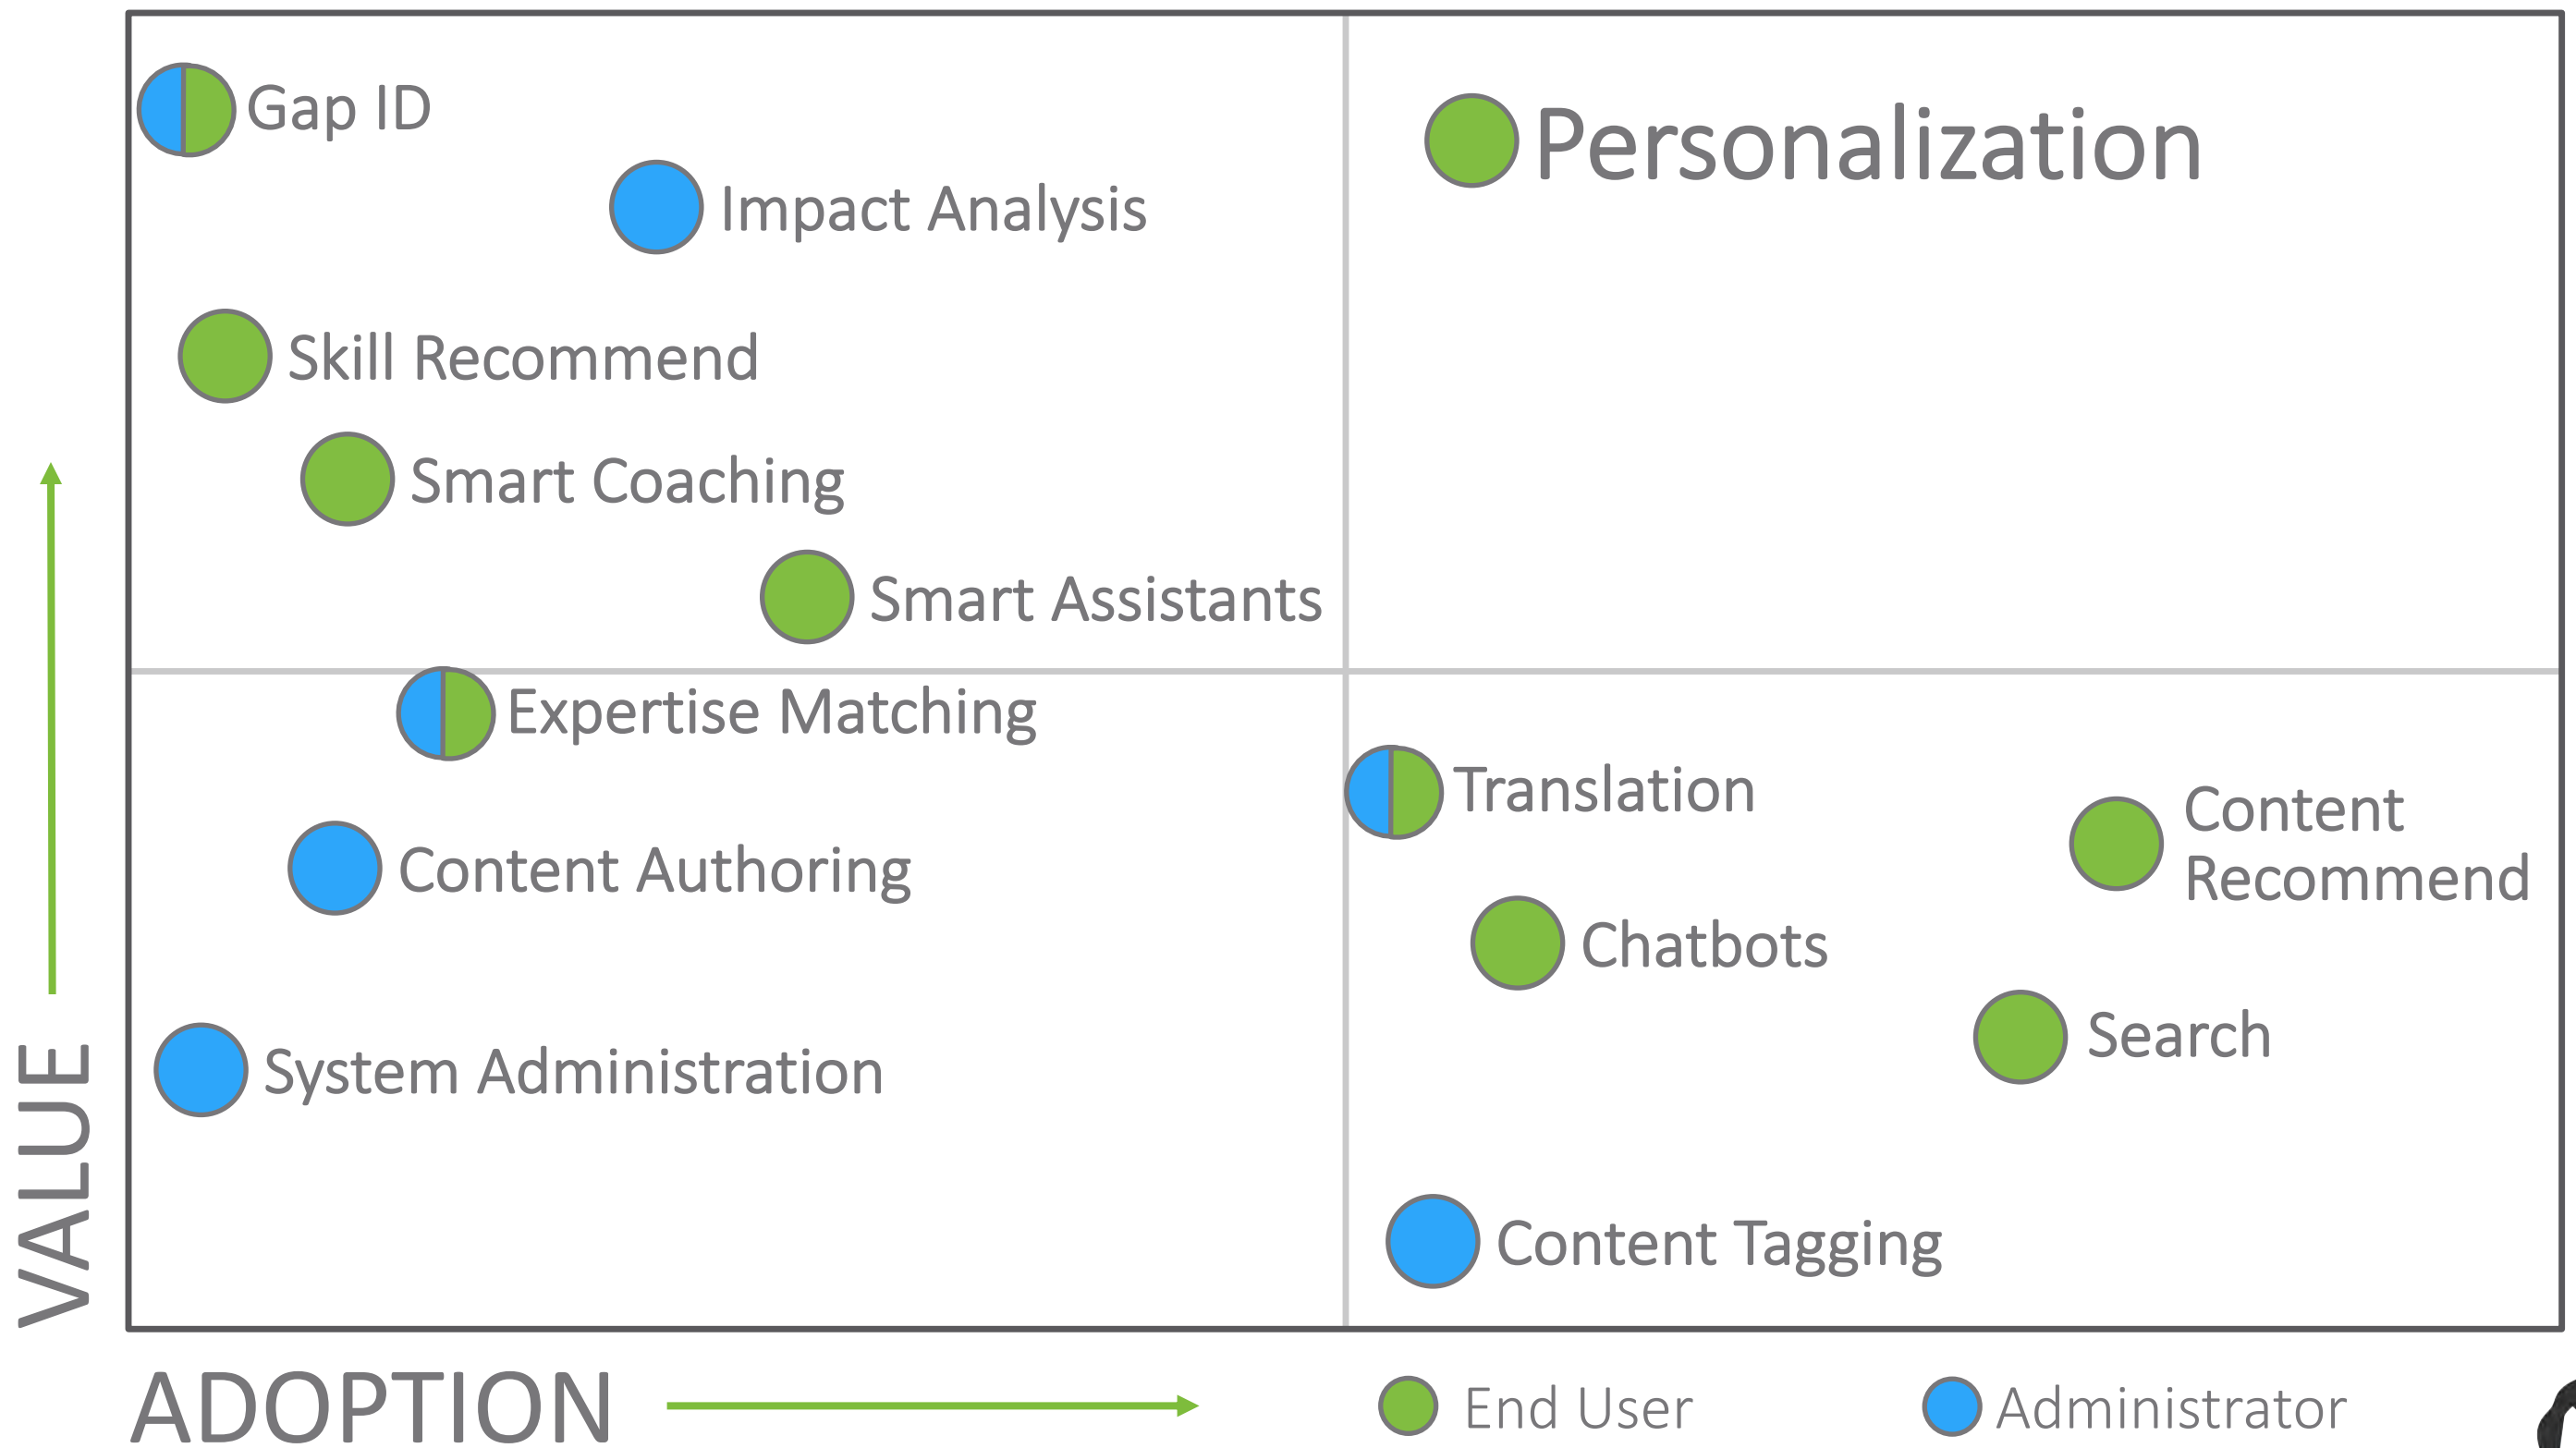 Gap ID
Personalization
Impact Analysis
Skill Recommend
Smart Coaching
Smart Assistants
Expertise Matching
Translation
Content
Recommend
Content Authoring
Chatbots
Search
System Administration
Content Tagging
VALUE
ADOPTION
End User
Administrator